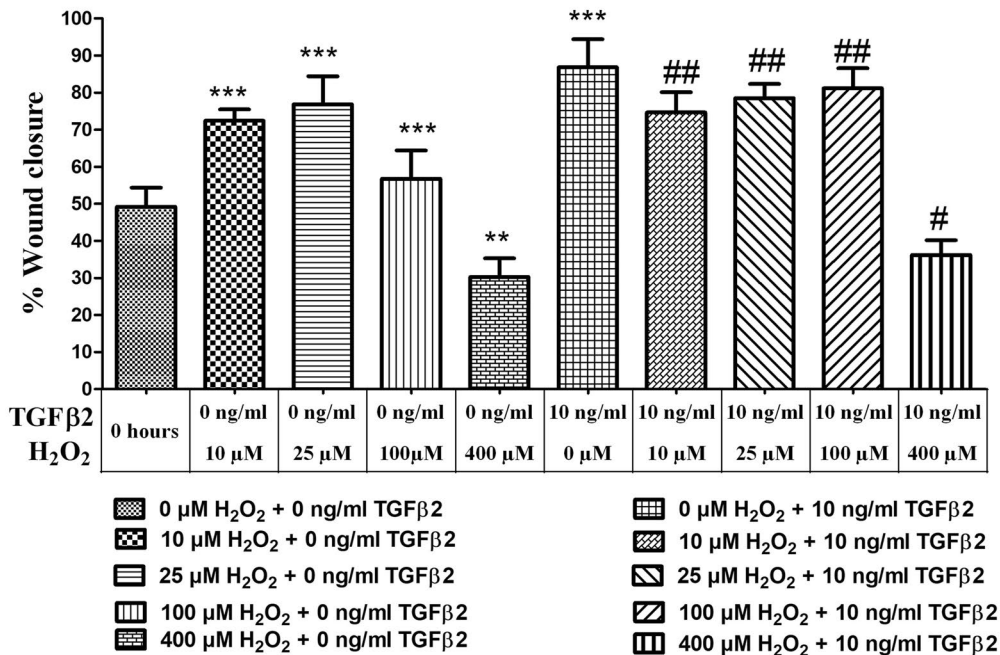 % Wound closure
100
90
80
70
60
50
40
30
20
10
0
*** *** *** ** *** ## ## ## #
TGFβ2 0 ng/ml 0 ng/ml 0 ng/ml 0 ng/ml 10 ng/ml 10 ng/ml 10 ng/ml 10 ng/ml 10 ng/ml
0 hours
H₂O₂ 10 µM 25 µM 100µM 400 µM 0 µM 10 µM 25 µM 100 µM 400 µM
0 µM H₂O₂ + 0 ng/ml TGFβ2
10 µM H₂O₂ + 0 ng/ml TGFβ2
25 µM H₂O₂ + 0 ng/ml TGFβ2
100 µM H₂O₂ + 0 ng/ml TGFβ2
400 µM H₂O₂ + 0 ng/ml TGFβ2
0 µM H₂O₂ + 10 ng/ml TGFβ2
10 µM H₂O₂ + 10 ng/ml TGFβ2
25 µM H₂O₂ + 10 ng/ml TGFβ2
100 µM H₂O₂ + 10 ng/ml TGFβ2
400 µM H₂O₂ + 10 ng/ml TGFβ2